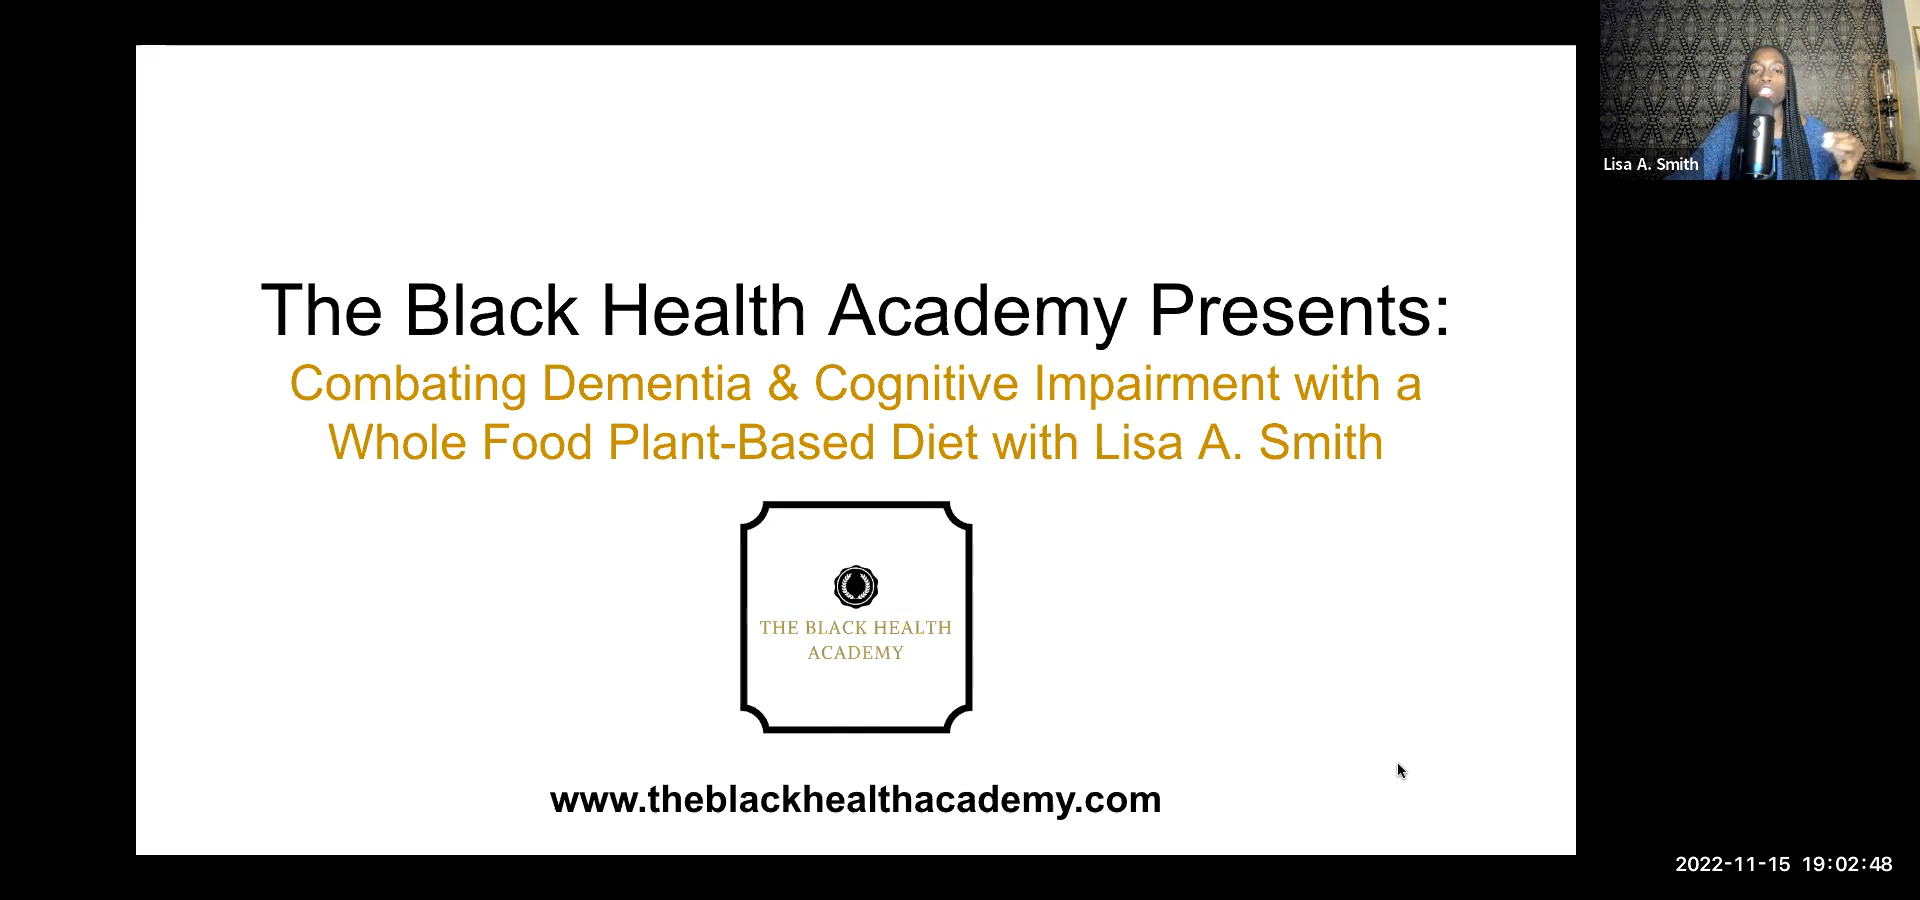 The Black Health Academy Presents:
Combating Dementia & Cognitive Impairment with a
Whole Food Plant-Based Diet with Lisa A. Smith
THE BLACK HEALTH
ACADEMY
www.theblackhealthacademy.com
Lisa A. Smith
2022-11-15 19:02:48